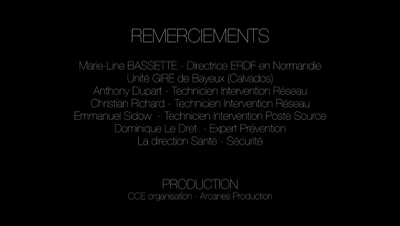 REMERCIEMENTS
Marie-Line BASSETTE - Directrice ERDF en Normandie
Unité GIRE de Bayeux (Calvados)
Anthony Dupart - Technicien Intervention Réseau
Christian Richard - Technicien Intervention Réseau
Emmanuel Sidow - Technicien Intervention Poste Source
Dominique Le Dret - Expert Prévention
La direction Santé - Sécurité
PRODUCTION
CCE organisation - Arcanes Production